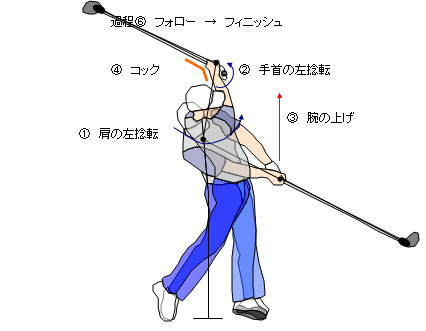 過程⑥ フォロー → フィニッシュ
④ コック
② 手首の左捻転
③ 腕の上げ
① 肩の左捻転